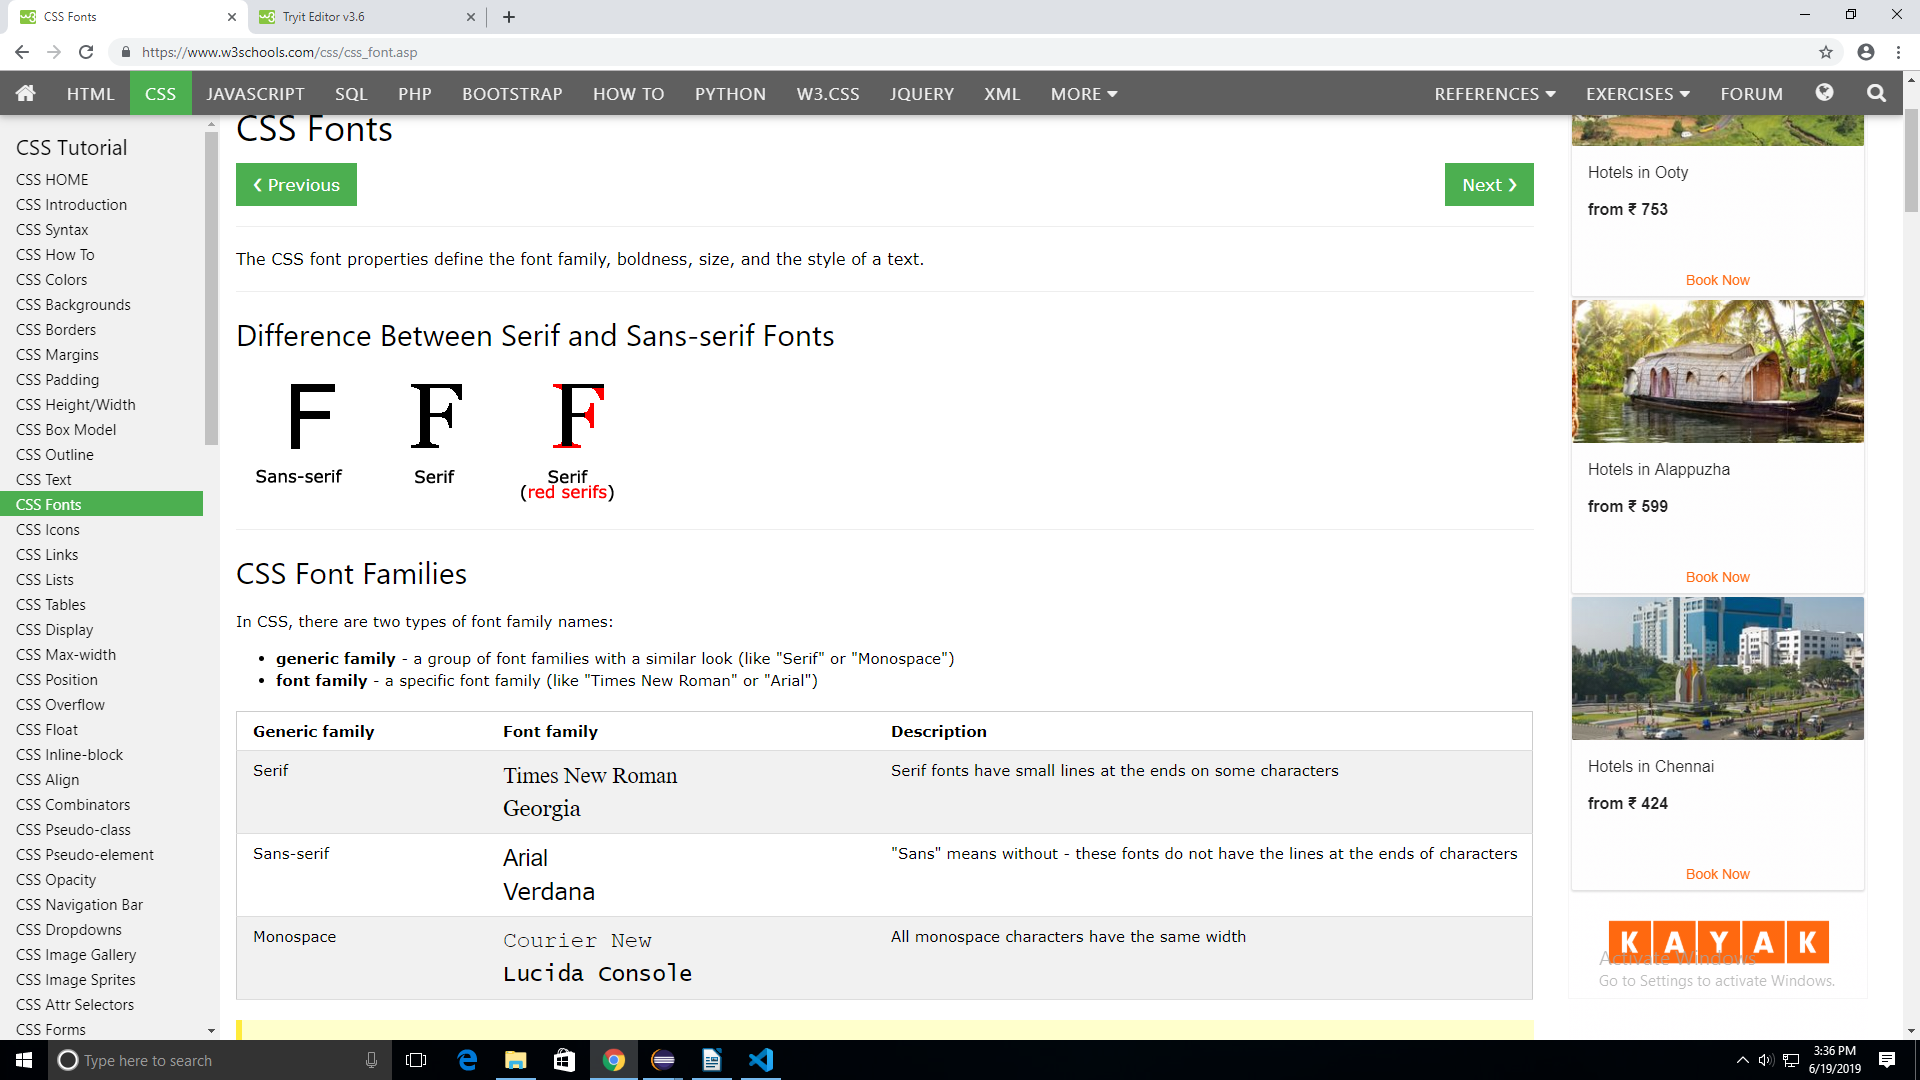 CSS Fonts
Tryit Editor v3.6
https://www.w3schools.com/css/css_font.asp
HTML CSS JAVASCRIPT SQL PHP BOOTSTRAP HOW TO PYTHON W3.CSS JQUERY XML MORE REFERENCES EXERCISES FORUM
CSS Tutorial
CSS HOME
CSS Introduction
CSS Syntax
CSS How To
CSS Colors
CSS Backgrounds
CSS Borders
CSS Margins
CSS Padding
CSS Height/Width
CSS Box Model
CSS Outline
CSS Text
CSS Fonts
CSS Icons
CSS Links
CSS Lists
CSS Tables
CSS Display
CSS Max-width
CSS Position
CSS Overflow
CSS Float
CSS Inline-block
CSS Align
CSS Combinators
CSS Pseudo-class
CSS Pseudo-element
CSS Opacity
CSS Navigation Bar
CSS Dropdowns
CSS Image Gallery
CSS Image Sprites
CSS Attr Selectors
CSS Forms
CSS Fonts
❮ Previous
Next ❯
The CSS font properties define the font family, boldness, size, and the style of a text.
Difference Between Serif and Sans-serif Fonts
F F F
Sans-serif Serif Serif
(red serifs)
CSS Font Families
In CSS, there are two types of font family names:
• generic family - a group of font families with a similar look (like "Serif" or "Monospace")
• font family - a specific font family (like "Times New Roman" or "Arial")
Generic family Font family Description
Serif Times New Roman Serif fonts have small lines at the ends on some characters
Georgia
Sans-serif Arial "Sans" means without - these fonts do not have the lines at the ends of characters
Verdana
Monospace Courier New All monospace characters have the same width
Lucida Console
Hotels in Ooty
from ₹ 753
Book Now
Hotels in Alappuzha
from ₹ 599
Book Now
Hotels in Chennai
from ₹ 424
Book Now
KAYAK
Activate Windows
Go to Settings to activate Windows.
Type here to search
3:36 PM
6/19/2019